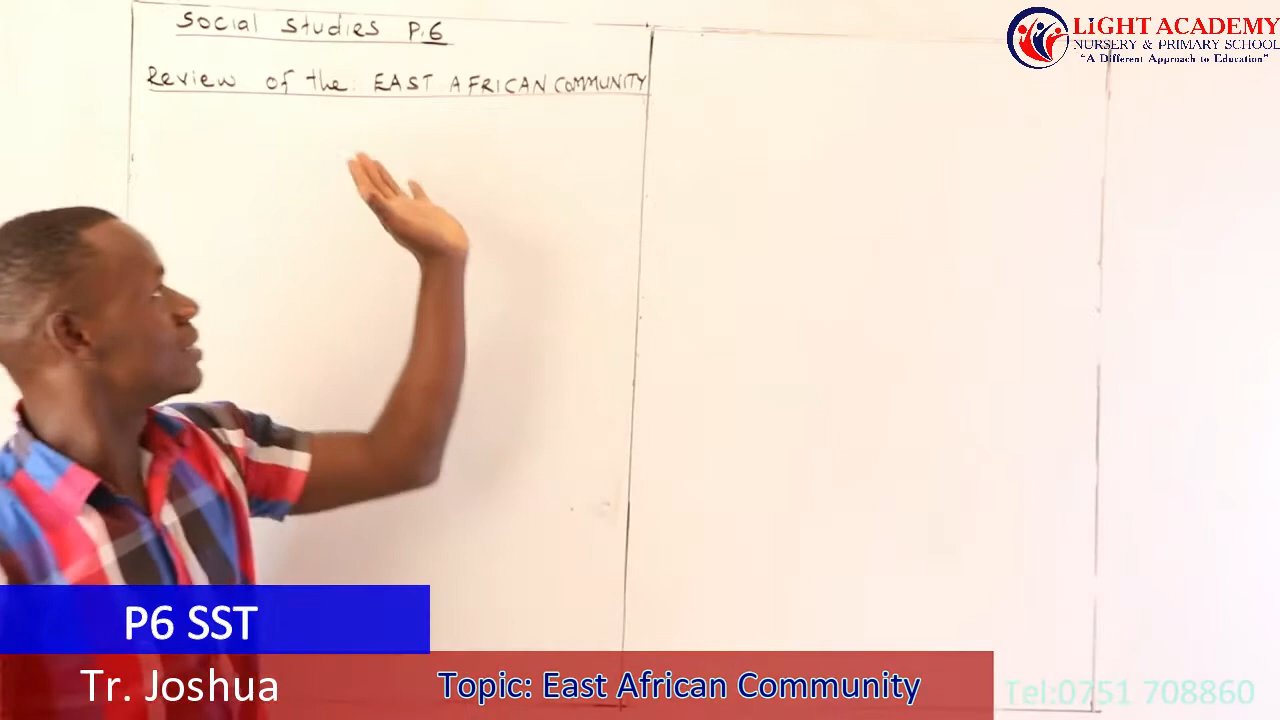 Social Studies P.6
Review of the: EAST AFRICAN COMMUNITY
LIGHT ACADEMY
NURSERY & PRIMARY SCHOOL
"A Different Approach to Education"
P6 SST
Tr. Joshua
Topic: East African Community
Tel:0751 708860